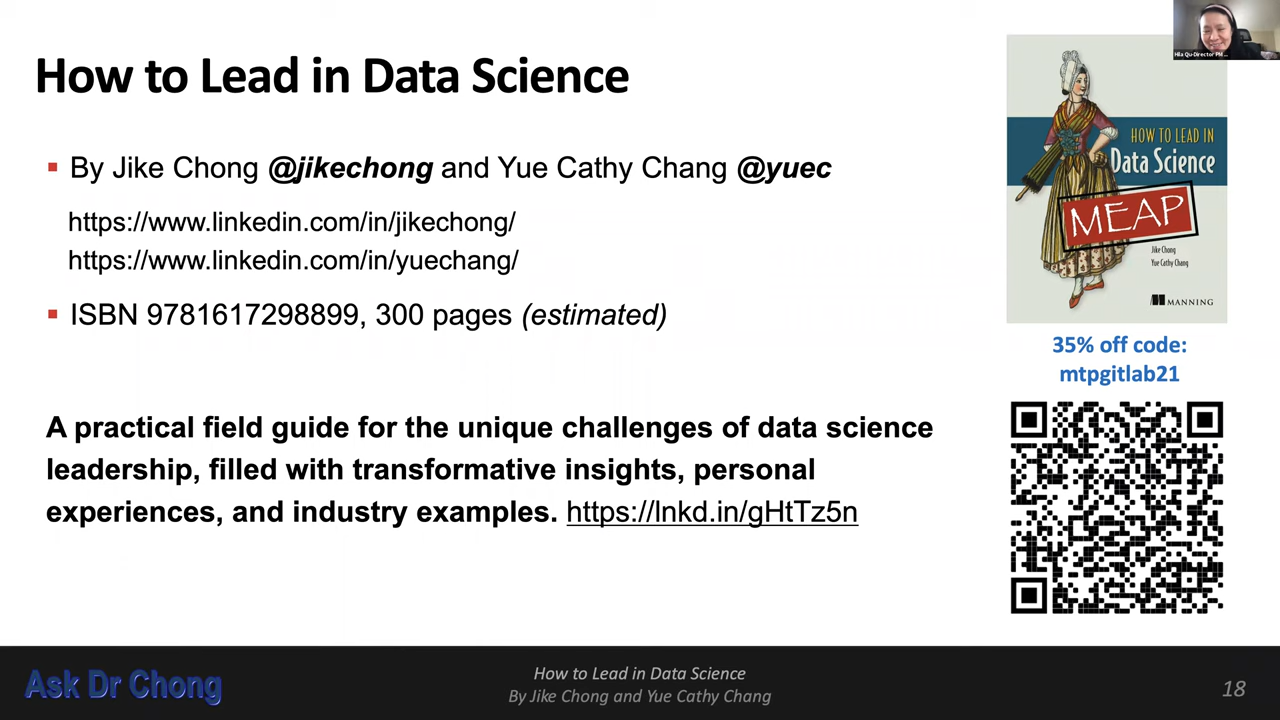 How to Lead in Data Science
By Jike Chong @jikechong and Yue Cathy Chang @yuec
https://www.linkedin.com/in/jikechong/
https://www.linkedin.com/in/yuechang/
ISBN 9781617298899, 300 pages (estimated)
A practical field guide for the unique challenges of data science
leadership, filled with transformative insights, personal
experiences, and industry examples. https://lnkd.in/gHtTz5n
Hila Qu-Director PM ...
HOW TO LEAD IN
Data Science
MEAP
Jike Chong
Yue Cathy Chang
MANNING
35% off code:
mtpgitlab21
Ask Dr Chong
How to Lead in Data Science
By Jike Chong and Yue Cathy Chang
18